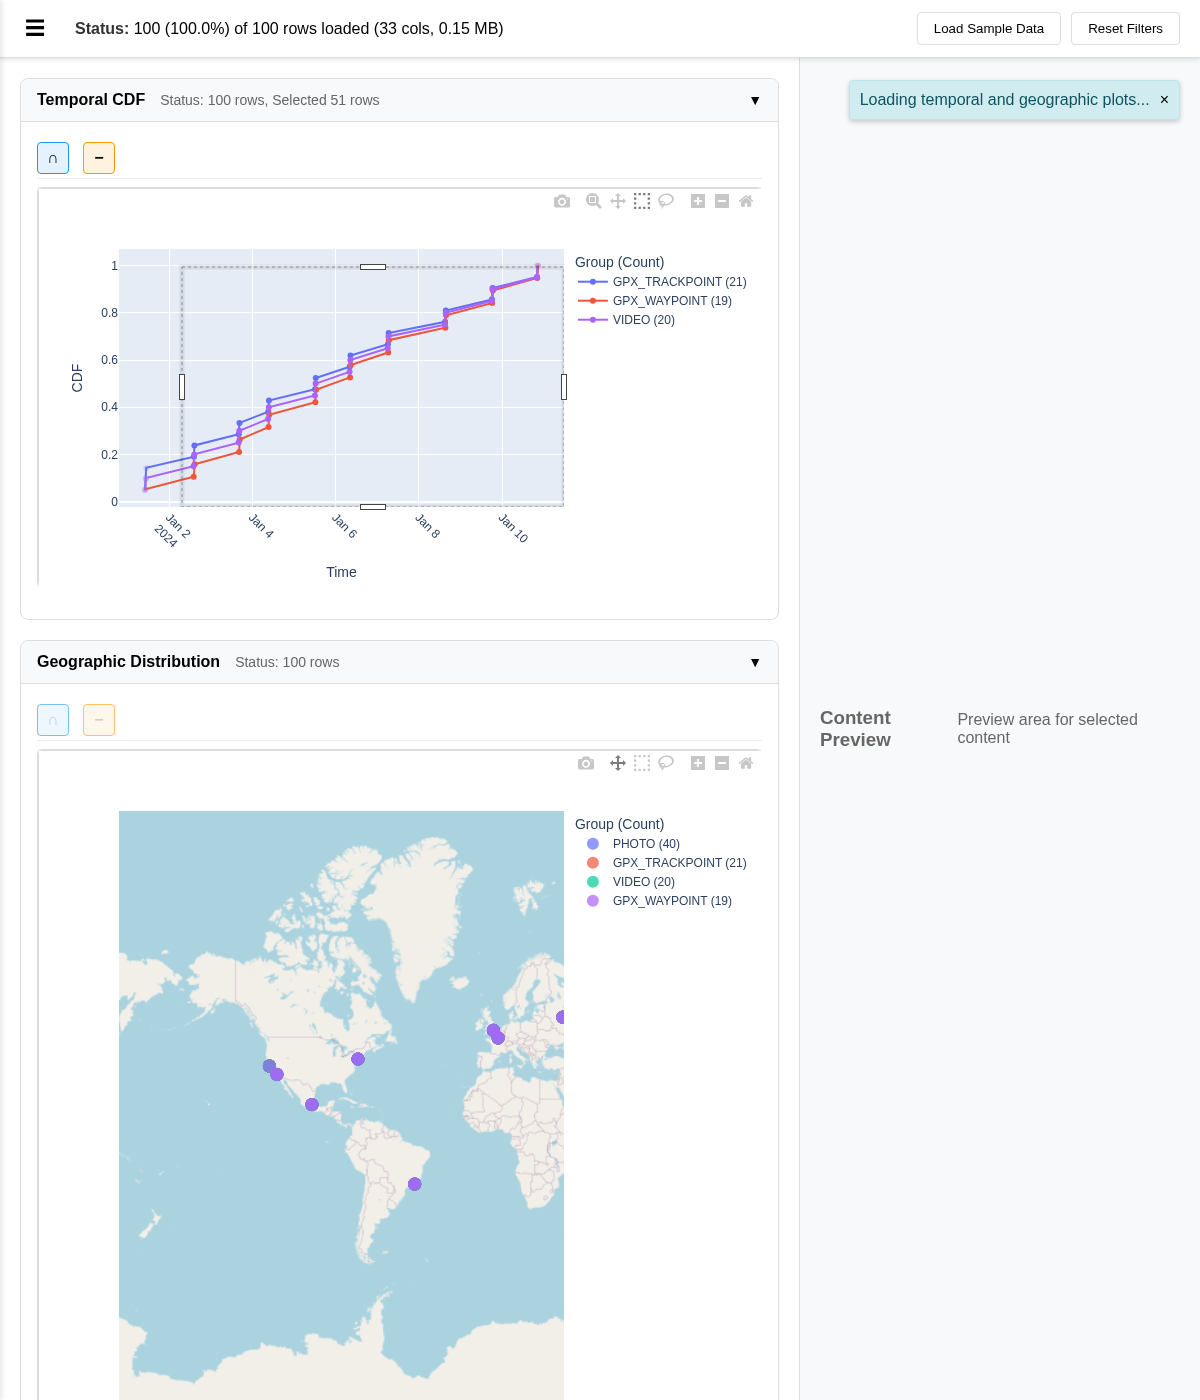 Status: 100 (100.0%) of 100 rows loaded (33 cols, 0.15 MB)
Load Sample Data
Reset Filters
Loading temporal and geographic plots... ×
Temporal CDF
Status: 100 rows, Selected 51 rows
▼
∩
−
Group (Count)
GPX_TRACKPOINT (21)
GPX_WAYPOINT (19)
VIDEO (20)
1
0.8
0.6
0.4
0.2
0
CDF
Jan 2
2024
Jan 4
Jan 6
Jan 8
Jan 10
Time
Geographic Distribution
Status: 100 rows
▼
∩
−
Group (Count)
PHOTO (40)
GPX_TRACKPOINT (21)
VIDEO (20)
GPX_WAYPOINT (19)
Content
Preview
Preview area for selected
content